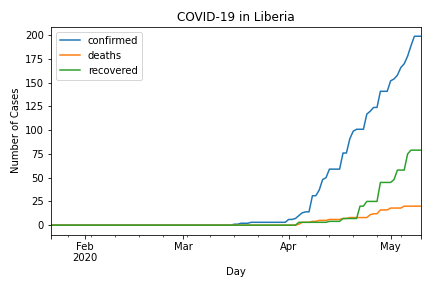 COVID-19 in Liberia
confirmed
deaths
recovered
Number of Cases
200
175
150
125
100
75
50
25
0
Feb
2020
Mar
Apr
May
Day